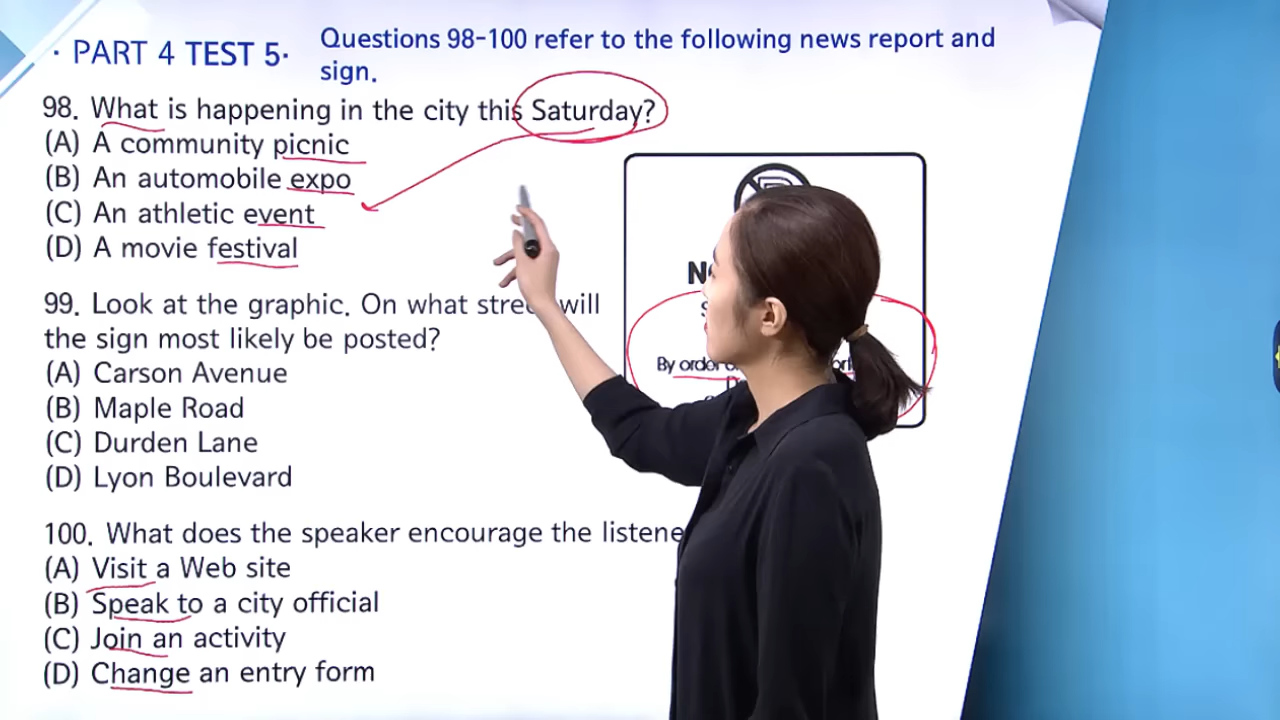 · PART 4 TEST 5·
Questions 98-100 refer to the following news report and
sign.
98. What is happening in the city this Saturday?
(A) A community picnic
(B) An automobile expo
(C) An athletic event
(D) A movie festival
99. Look at the graphic. On what street will
the sign most likely be posted?
(A) Carson Avenue
(B) Maple Road
(C) Durden Lane
(D) Lyon Boulevard
100. What does the speaker encourage the
(A) Visit a Web site
(B) Speak to a city official
(C) Join an activity
(D) Change an entry form
By order